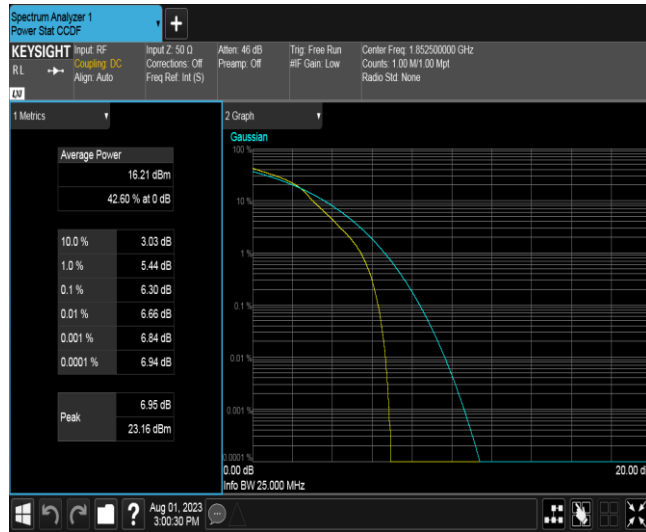 Spectrum Analyzer 1
Power Stat CCDF
+
KEYSIGHT
Input: RF
Coupling: DC
Align: Auto
Input Z: 50 Ω
Corrections: Off
Freq Ref: Int (S)
Atten: 46 dB
Preamp: Off
Trig: Free Run
#IF Gain: Low
Center Freq: 1.852500000 GHz
Counts: 1.00 M/1.00 Mpt
Radio Std: None
R L
LXI
1 Metrics
Average Power
16.21 dBm
42.60 % at 0 dB
10.0 % 3.03 dB
1.0 % 5.44 dB
0.1 % 6.30 dB
0.01 % 6.66 dB
0.001 % 6.84 dB
0.0001 % 6.94 dB
Peak
6.95 dB
23.16 dBm
2 Graph
Gaussian
100 %
10 %
1 %
0.1 %
0.01 %
0.001 %
0.0001 %
0.00 dB
20.00 d
Info BW 25.000 MHz
?
Aug 01, 2023
3:00:30 PM